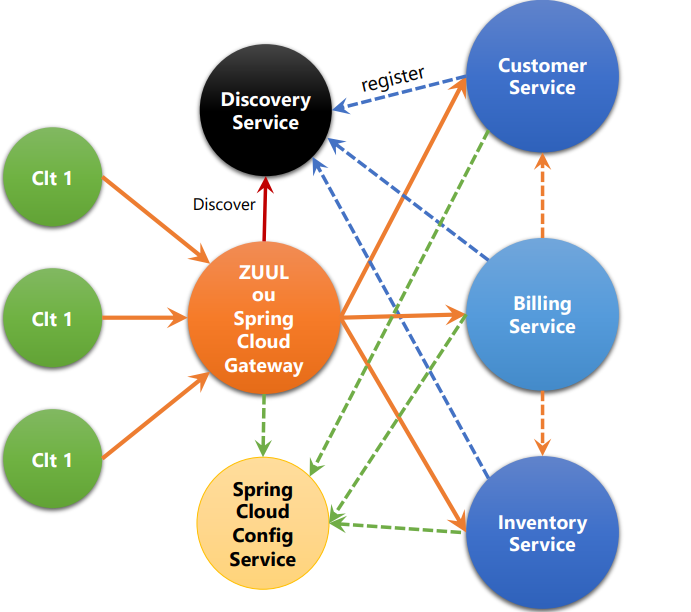 Customer
Service
register
Discovery
Service
Clt 1
Discover
ZUUL
ou
Spring
Cloud
Gateway
Clt 1
Billing
Service
Clt 1
Spring
Cloud
Config
Service
Inventory
Service